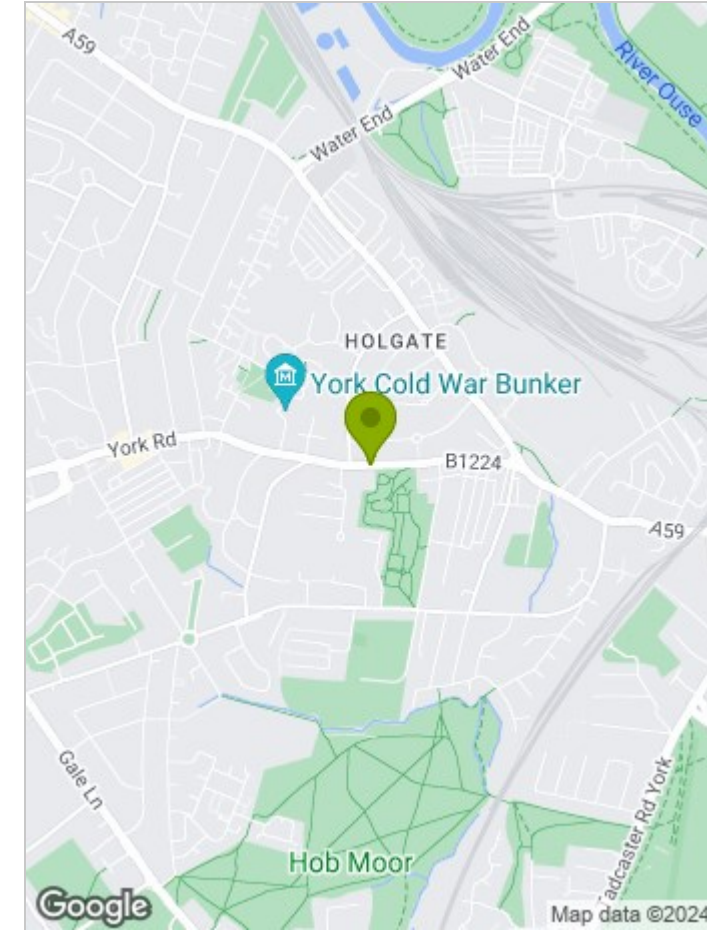 A59
Water End
Water End
River Ouse
HOLGATE
York Cold War Bunker
York Rd
B1224
A59
Gale Ln
Hob Moor
Tadcaster Rd York
Google
Map data ©2024